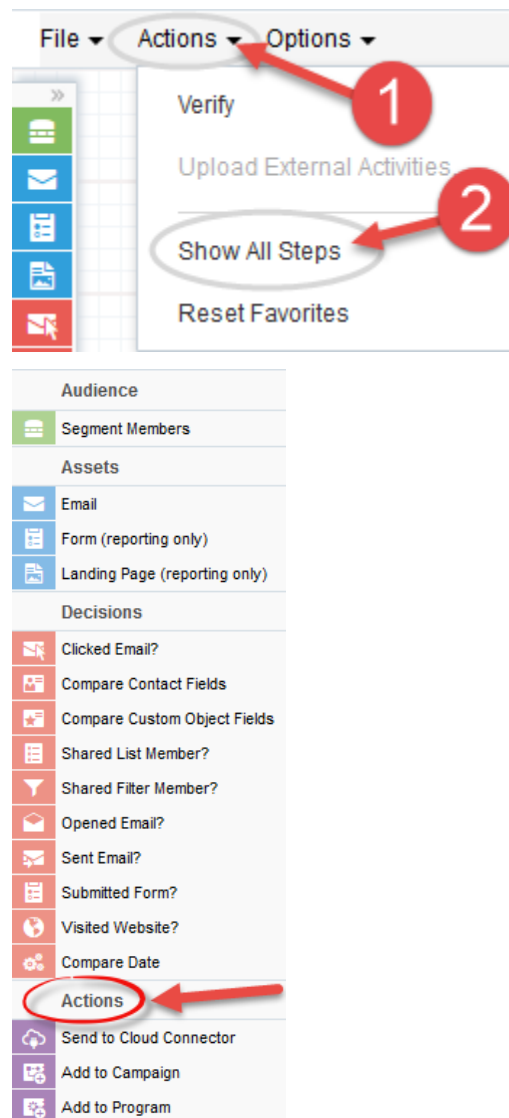 File Actions Options
»
1
Verify
Upload External Activities...
2
Show All Steps
Reset Favorites
Audience
Segment Members
Assets
Email
Form (reporting only)
Landing Page (reporting only)
Decisions
Clicked Email?
Compare Contact Fields
Compare Custom Object Fields
Shared List Member?
Shared Filter Member?
Opened Email?
Sent Email?
Submitted Form?
Visited Website?
Compare Date
Actions
Send to Cloud Connector
Add to Campaign
Add to Program